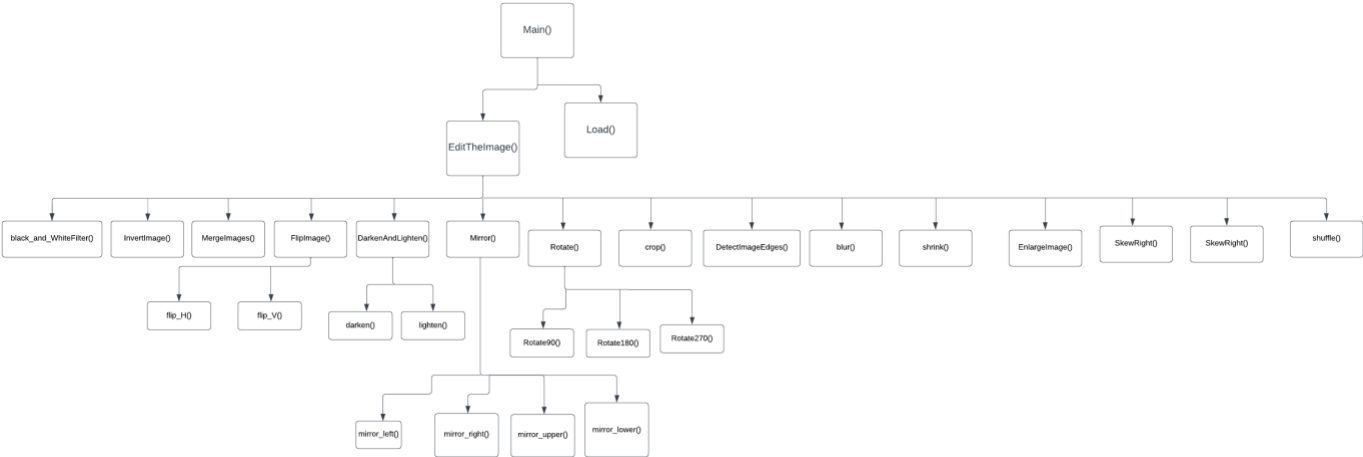 Main()
Load()
EditTheImage()
black_and_WhiteFilter()
InvertImage()
MergeImages()
FlipImage()
DarkenAndLighten()
Mirror()
Rotate()
crop()
DetectImageEdges()
blur()
shrink()
EnlargeImage()
SkewRight()
SkewRight()
shuffle()
flip_H()
flip_V()
darken()
lighten()
Rotate90()
Rotate180()
Rotate270()
mirror_left()
mirror_right()
mirror_upper()
mirror_lower()